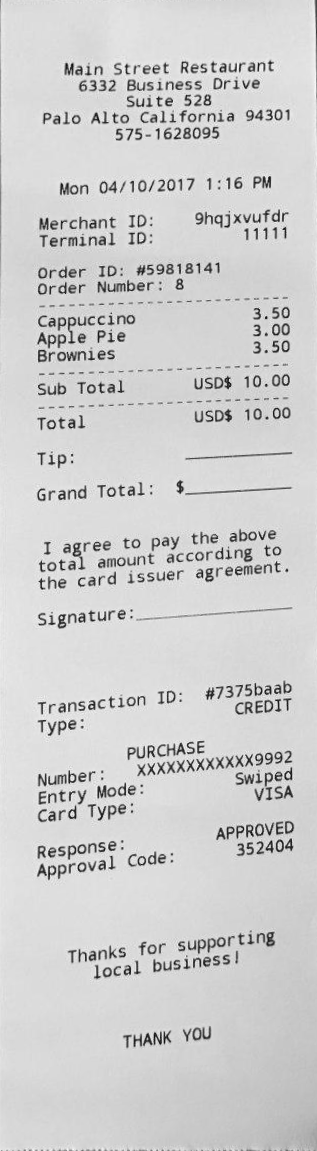 Main Street Restaurant
6332 Business Drive
Suite 528
Palo Alto California 94301
575-1628095
Mon 04/10/2017 1:16 PM
Merchant ID: 9hqjxvufdr
Terminal ID: 11111
Order ID: #59818141
Order Number: 8
Cappuccino 3.50
Apple Pie 3.00
Brownies 3.50
Sub Total USD$ 10.00
Total USD$ 10.00
Tip:
Grand Total: $
I agree to pay the above
total amount according to
the card issuer agreement.
Signature:
Transaction ID: #7375baab
Type: CREDIT
PURCHASE
Number: XXXXXXXXXXXX9992
Entry Mode: Swiped
Card Type: VISA
Response: APPROVED
Approval Code: 352404
Thanks for supporting
local business!
THANK YOU